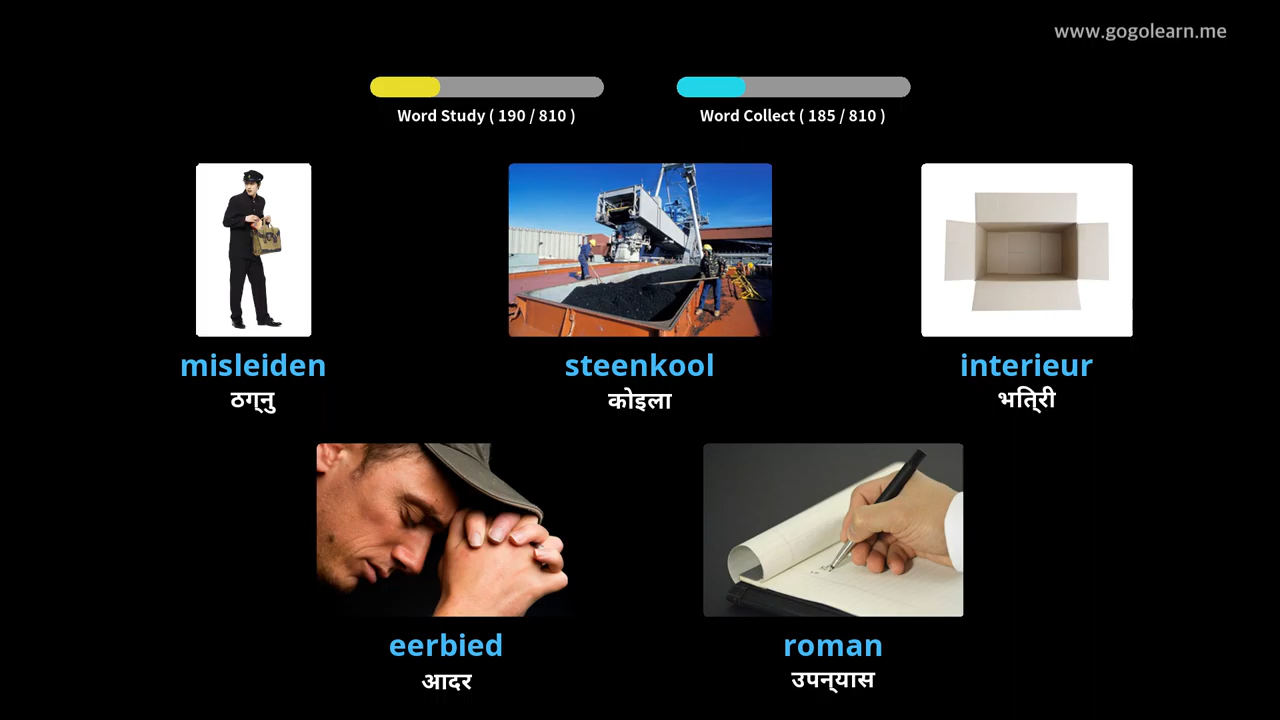 www.gogolearn.me
Word Study ( 190 / 810 )
Word Collect ( 185 / 810 )
misleiden
ठग्नु
steenkool
कोइला
interieur
भित्री
eerbied
आदर
roman
उपन्यास